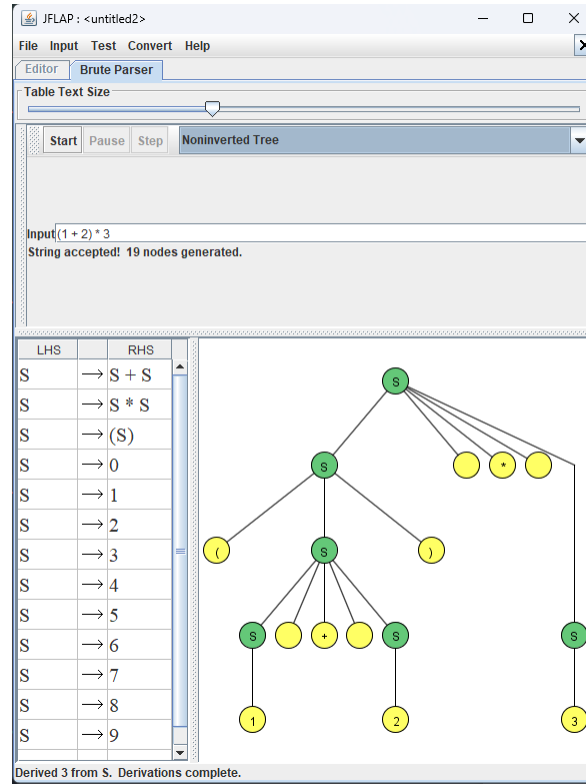 JFLAP : <untitled2>
File Input Test Convert Help
Editor Brute Parser
Table Text Size
Start Pause Step Noninverted Tree
Input (1 + 2) * 3
String accepted! 19 nodes generated.
LHS RHS
S → S + S
S → S * S
S → (S)
S → 0
S → 1
S → 2
S → 3
S → 4
S → 5
S → 6
S → 7
S → 8
S → 9
S
S *
( S )
S + S S
1 2 3
Derived 3 from S. Derivations complete.